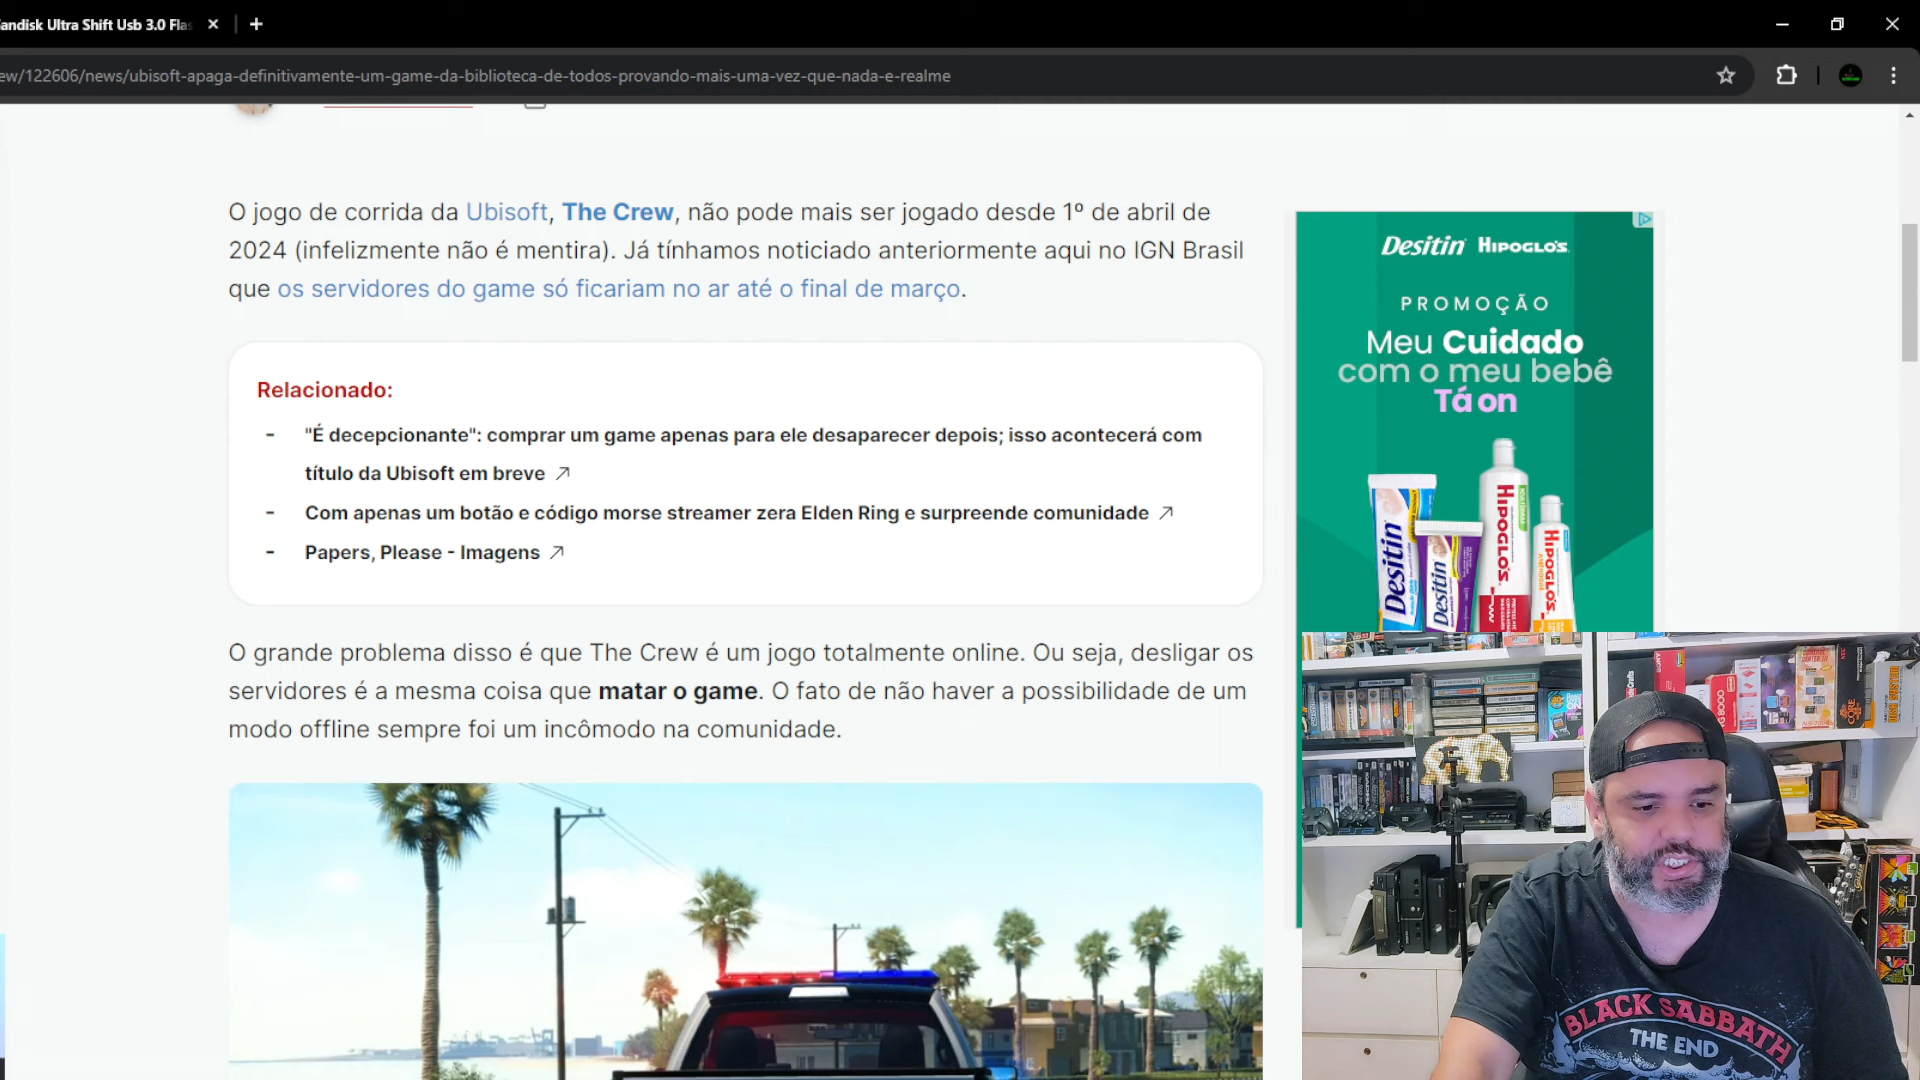 andisk Ultra Shift Usb 3.0 Fla
ew/122606/news/ubisoft-apaga-definitivamente-um-game-da-biblioteca-de-todos-provando-mais-uma-vez-que-nada-e-realme
O jogo de corrida da Ubisoft, The Crew, não pode mais ser jogado desde 1º de abril de
2024 (infelizmente não é mentira). Já tínhamos noticiado anteriormente aqui no IGN Brasil
que os servidores do game só ficariam no ar até o final de março.
Relacionado:
- "É decepcionante": comprar um game apenas para ele desaparecer depois; isso acontecerá com
título da Ubisoft em breve
- Com apenas um botão e código morse streamer zera Elden Ring e surpreende comunidade
- Papers, Please - Imagens
O grande problema disso é que The Crew é um jogo totalmente online. Ou seja, desligar os
servidores é a mesma coisa que matar o game. O fato de não haver a possibilidade de um
modo offline sempre foi um incômodo na comunidade.
Desitin HIPOGLÓS
PROMOÇÃO
Meu Cuidado
com o meu bebê
Tá on
Desitin
Desitin
HIPOGLÓS
HIPOGLÓS
BLACK SABBATH
THE END